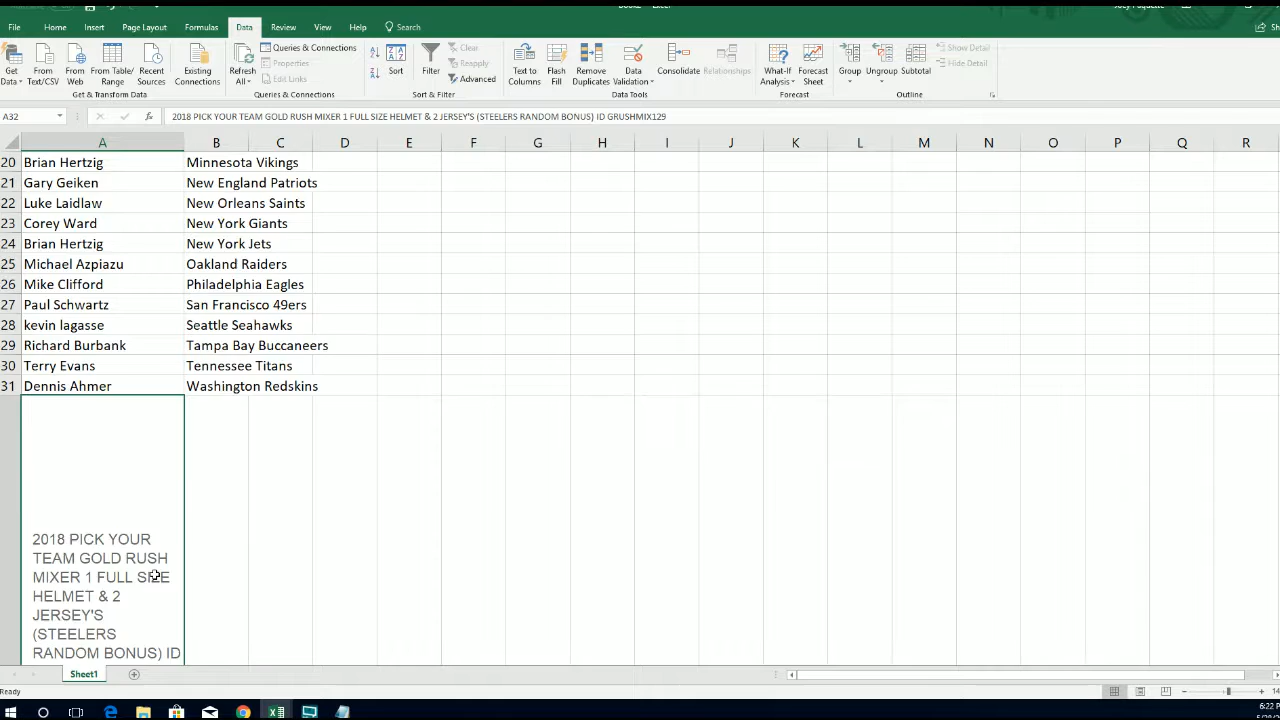 File Home Insert Page Layout Formulas Data Review View Help Search
Get Data From Text/CSV From Web From Table/ Range Recent Sources Existing Connections Refresh All Queries & Connections Properties Edit Links Sort Filter Clear Reapply Advanced Text to Columns Flash Fill Remove Duplicates Data Validation Consolidate Relationships What-If Analysis Forecast Sheet Group Ungroup Subtotal Show Detail Hide Detail
Get & Transform Data Queries & Connections Sort & Filter Data Tools Forecast Outline
A32 fx 2018 PICK YOUR TEAM GOLD RUSH MIXER 1 FULL SIZE HELMET & 2 JERSEY'S (STEELERS RANDOM BONUS) ID GRUSHMIX129
A B C D E F G H I J K L M N O P Q R
20 Brian Hertzig Minnesota Vikings
21 Gary Geiken New England Patriots
22 Luke Laidlaw New Orleans Saints
23 Corey Ward New York Giants
24 Brian Hertzig New York Jets
25 Michael Azpiazu Oakland Raiders
26 Mike Clifford Philadelphia Eagles
27 Paul Schwartz San Francisco 49ers
28 kevin lagasse Seattle Seahawks
29 Richard Burbank Tampa Bay Buccaneers
30 Terry Evans Tennessee Titans
31 Dennis Ahmer Washington Redskins
2018 PICK YOUR
TEAM GOLD RUSH
MIXER 1 FULL SIZE
HELMET & 2
JERSEY'S
(STEELERS
RANDOM BONUS) ID
Sheet1
Ready
6:22 P